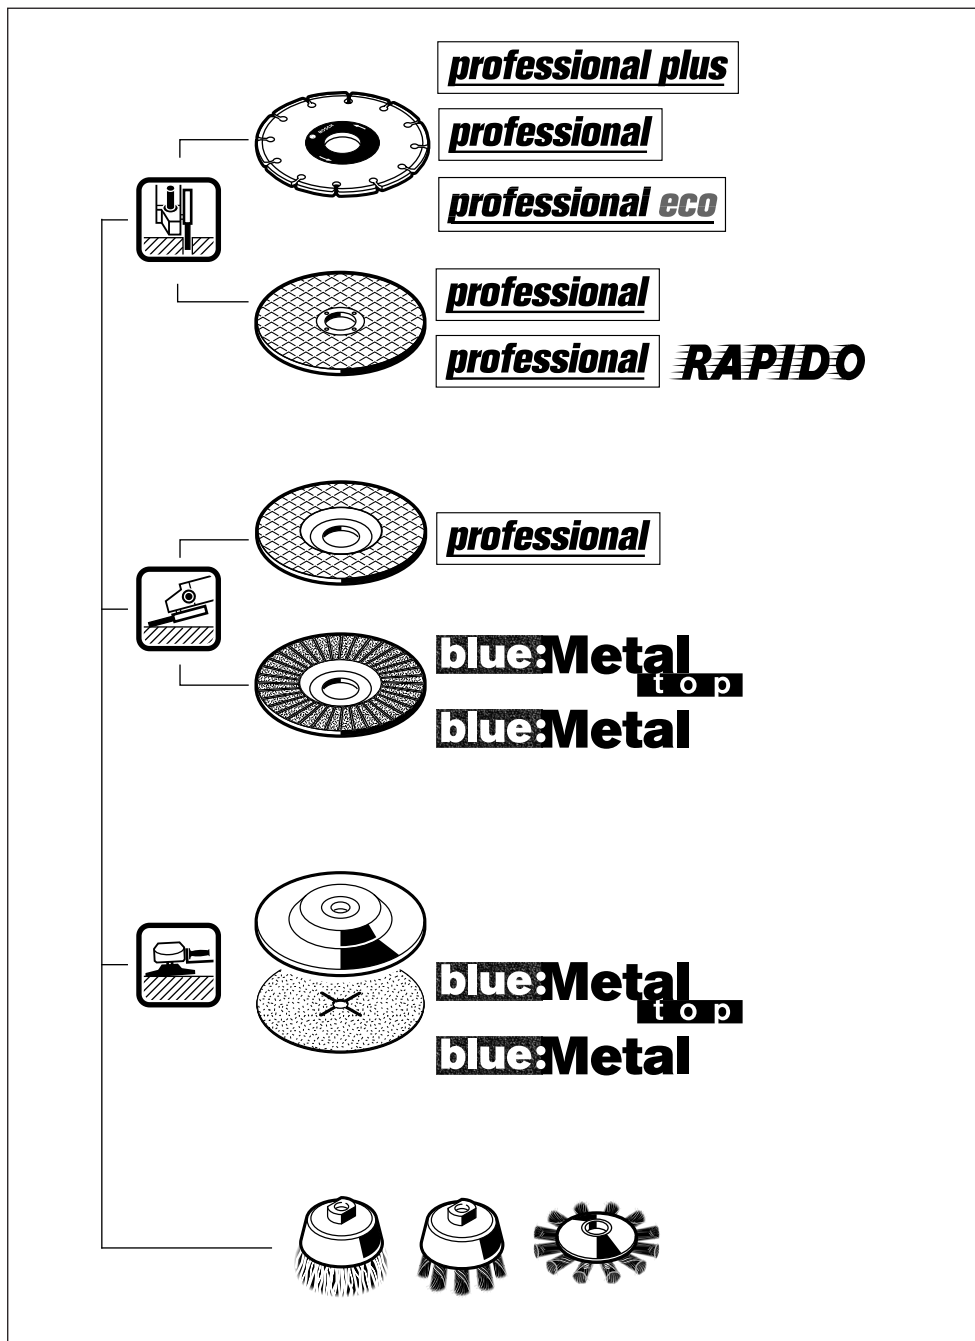 professional plus
BOSCH
professional
professional eco
professional
professional RAPIDO
professional
blue:Metal
top
blue:Metal
blue:Metal
top
blue:Metal